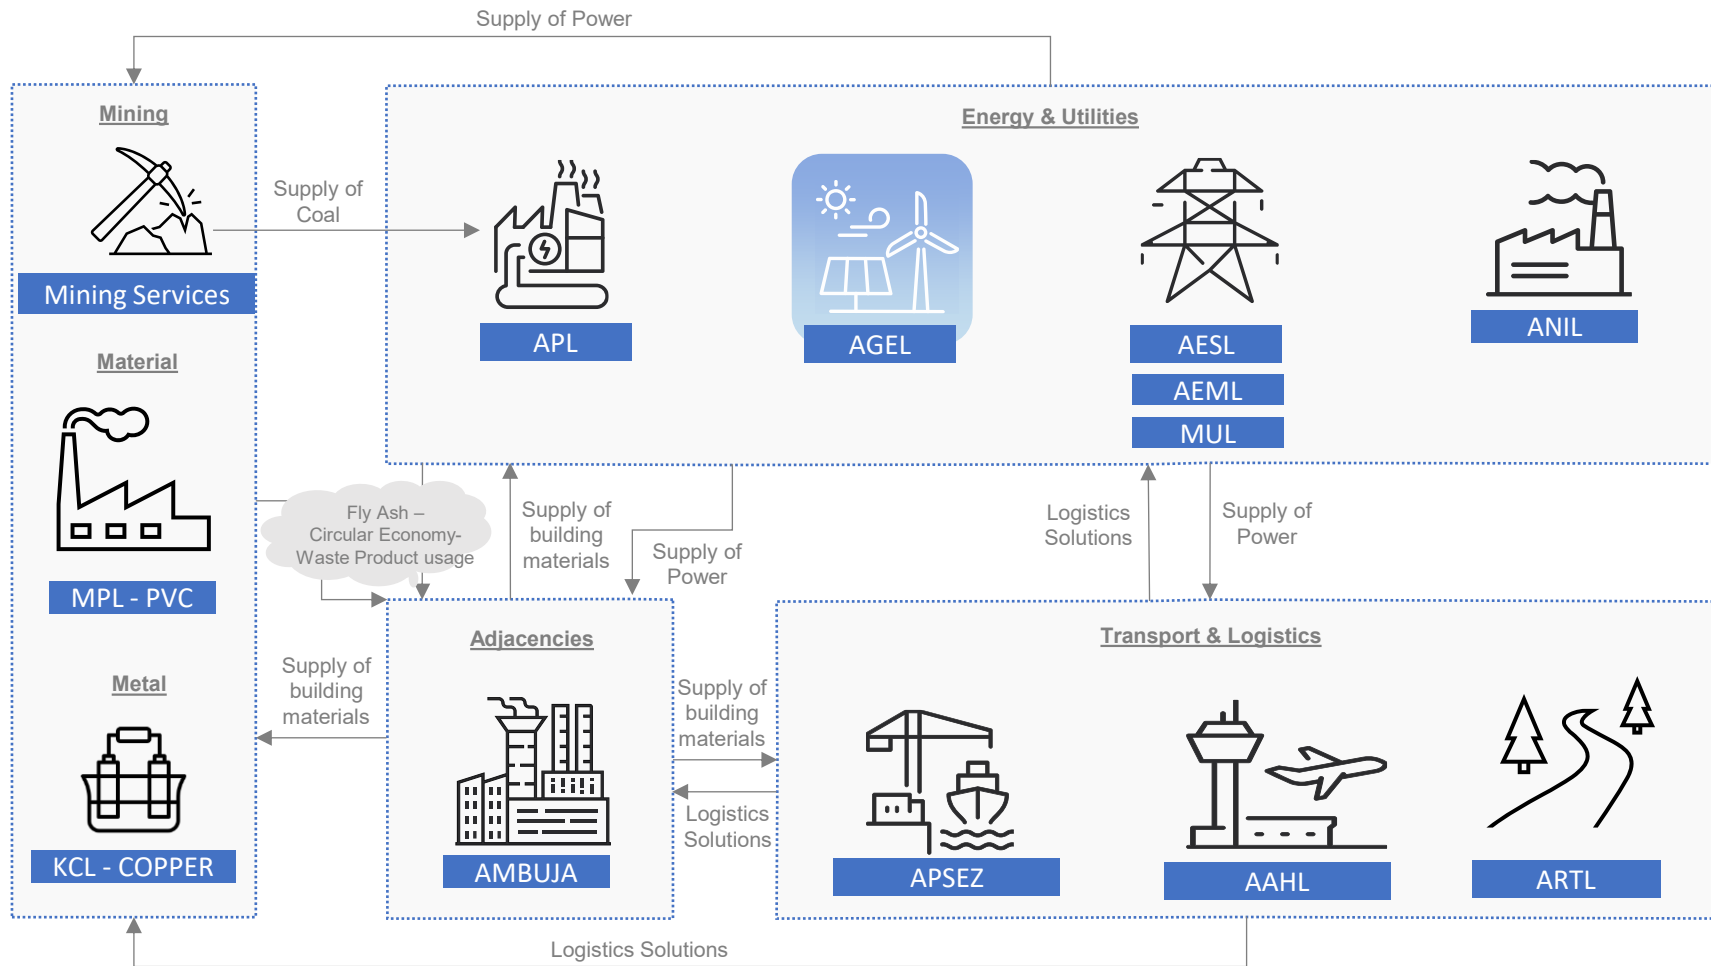 Supply of Power
Mining
Mining Services
Material
MPL - PVC
Metal
KCL - COPPER
Supply of
Coal
Energy & Utilities
APL
AGEL
AESL
AEML
MUL
ANIL
Fly Ash –
Circular Economy-
Waste Product usage
Supply of
building
materials
Supply of
Power
Logistics
Solutions
Supply of
Power
Supply of
building
materials
Adjacencies
AMBUJA
Supply of
building
materials
Logistics
Solutions
Transport & Logistics
APSEZ
AAHL
ARTL
Logistics Solutions